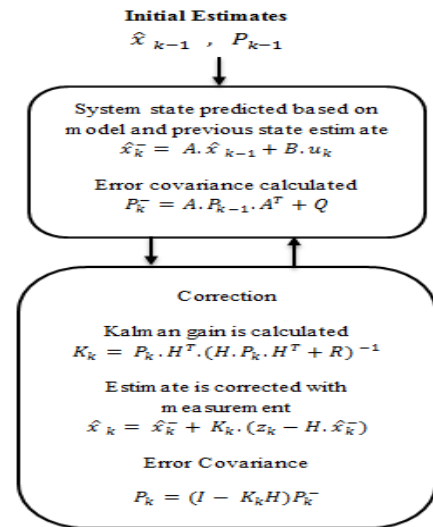 Initial Estimates
x̂ ₖ₋₁ , Pₖ₋₁
System state predicted based on
model and previous state estimate
x̂ₖ⁻ = A. x̂ ₖ₋₁ + B. uₖ
Error covariance calculated
Pₖ⁻ = A. Pₖ₋₁. Aᵀ + Q
Correction
Kalman gain is calculated
Kₖ = Pₖ. Hᵀ. (H. Pₖ. Hᵀ + R) ⁻¹
Estimate is corrected with
measurement
x̂ ₖ = x̂ₖ⁻ + Kₖ. (zₖ − H. x̂ₖ⁻)
Error Covariance
Pₖ = (I − KₖH)Pₖ⁻